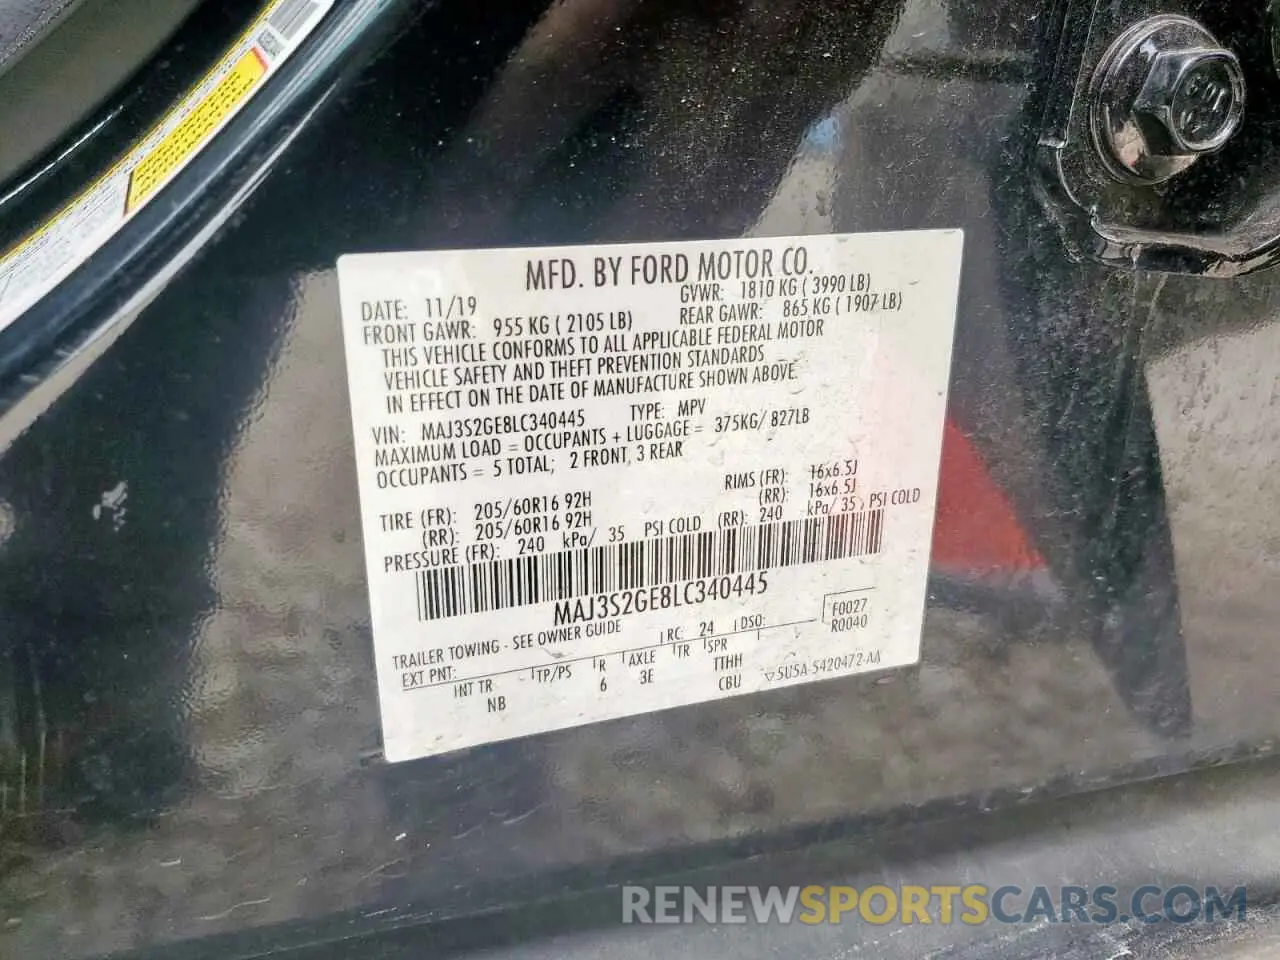 MFD. BY FORD MOTOR CO.
DATE: 11/19 GVWR: 1810 KG ( 3990 LB)
FRONT GAWR: 955 KG ( 2105 LB) REAR GAWR: 865 KG ( 1907 LB)
THIS VEHICLE CONFORMS TO ALL APPLICABLE FEDERAL MOTOR
VEHICLE SAFETY AND THEFT PREVENTION STANDARDS
IN EFFECT ON THE DATE OF MANUFACTURE SHOWN ABOVE
VIN: MAJ3S2GE8LC340445 TYPE: MPV
MAXIMUM LOAD = OCCUPANTS + LUGGAGE = 375KG/ 827LB
OCCUPANTS = 5 TOTAL; 2 FRONT, 3 REAR
TIRE (FR): 205/60R16 92H RIMS (FR): 16x6.5J
(RR): 205/60R16 92H (RR): 16x6.5J
PRESSURE (FR): 240 kPa/ 35 PSI COLD (RR): 240 kPa/ 35 PSI COLD
MAJ3S2GE8LC340445
TRAILER TOWING - SEE OWNER GUIDE
EXT PNT: RC: 24 DSO: F0027
R0040
INT TR TP/PS R AXLE TR SPR
NB 6 3E TTHH
CBU 5U5A-5420472-AA
RENEWSPORTSCARS.COM